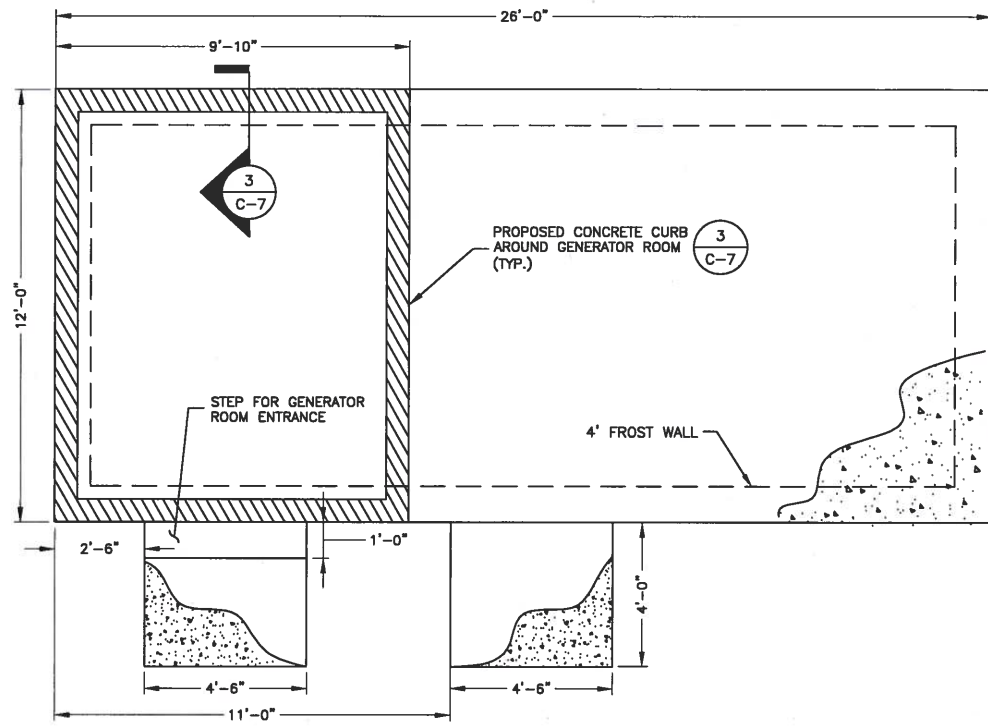 26'-0"
9'-10"
3
C-7
12'-0"
PROPOSED CONCRETE CURB
AROUND GENERATOR ROOM
(TYP.)
3
C-7
STEP FOR GENERATOR
ROOM ENTRANCE
4' FROST WALL
2'-6"
1'-0"
4'-0"
4'-6"
4'-6"
11'-0"